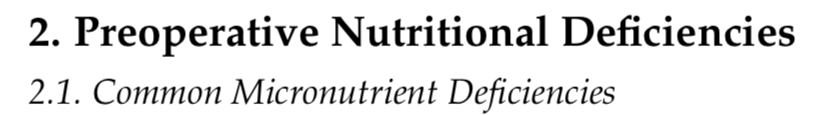 2. Preoperative Nutritional Deficiencies
2.1. Common Micronutrient Deficiencies